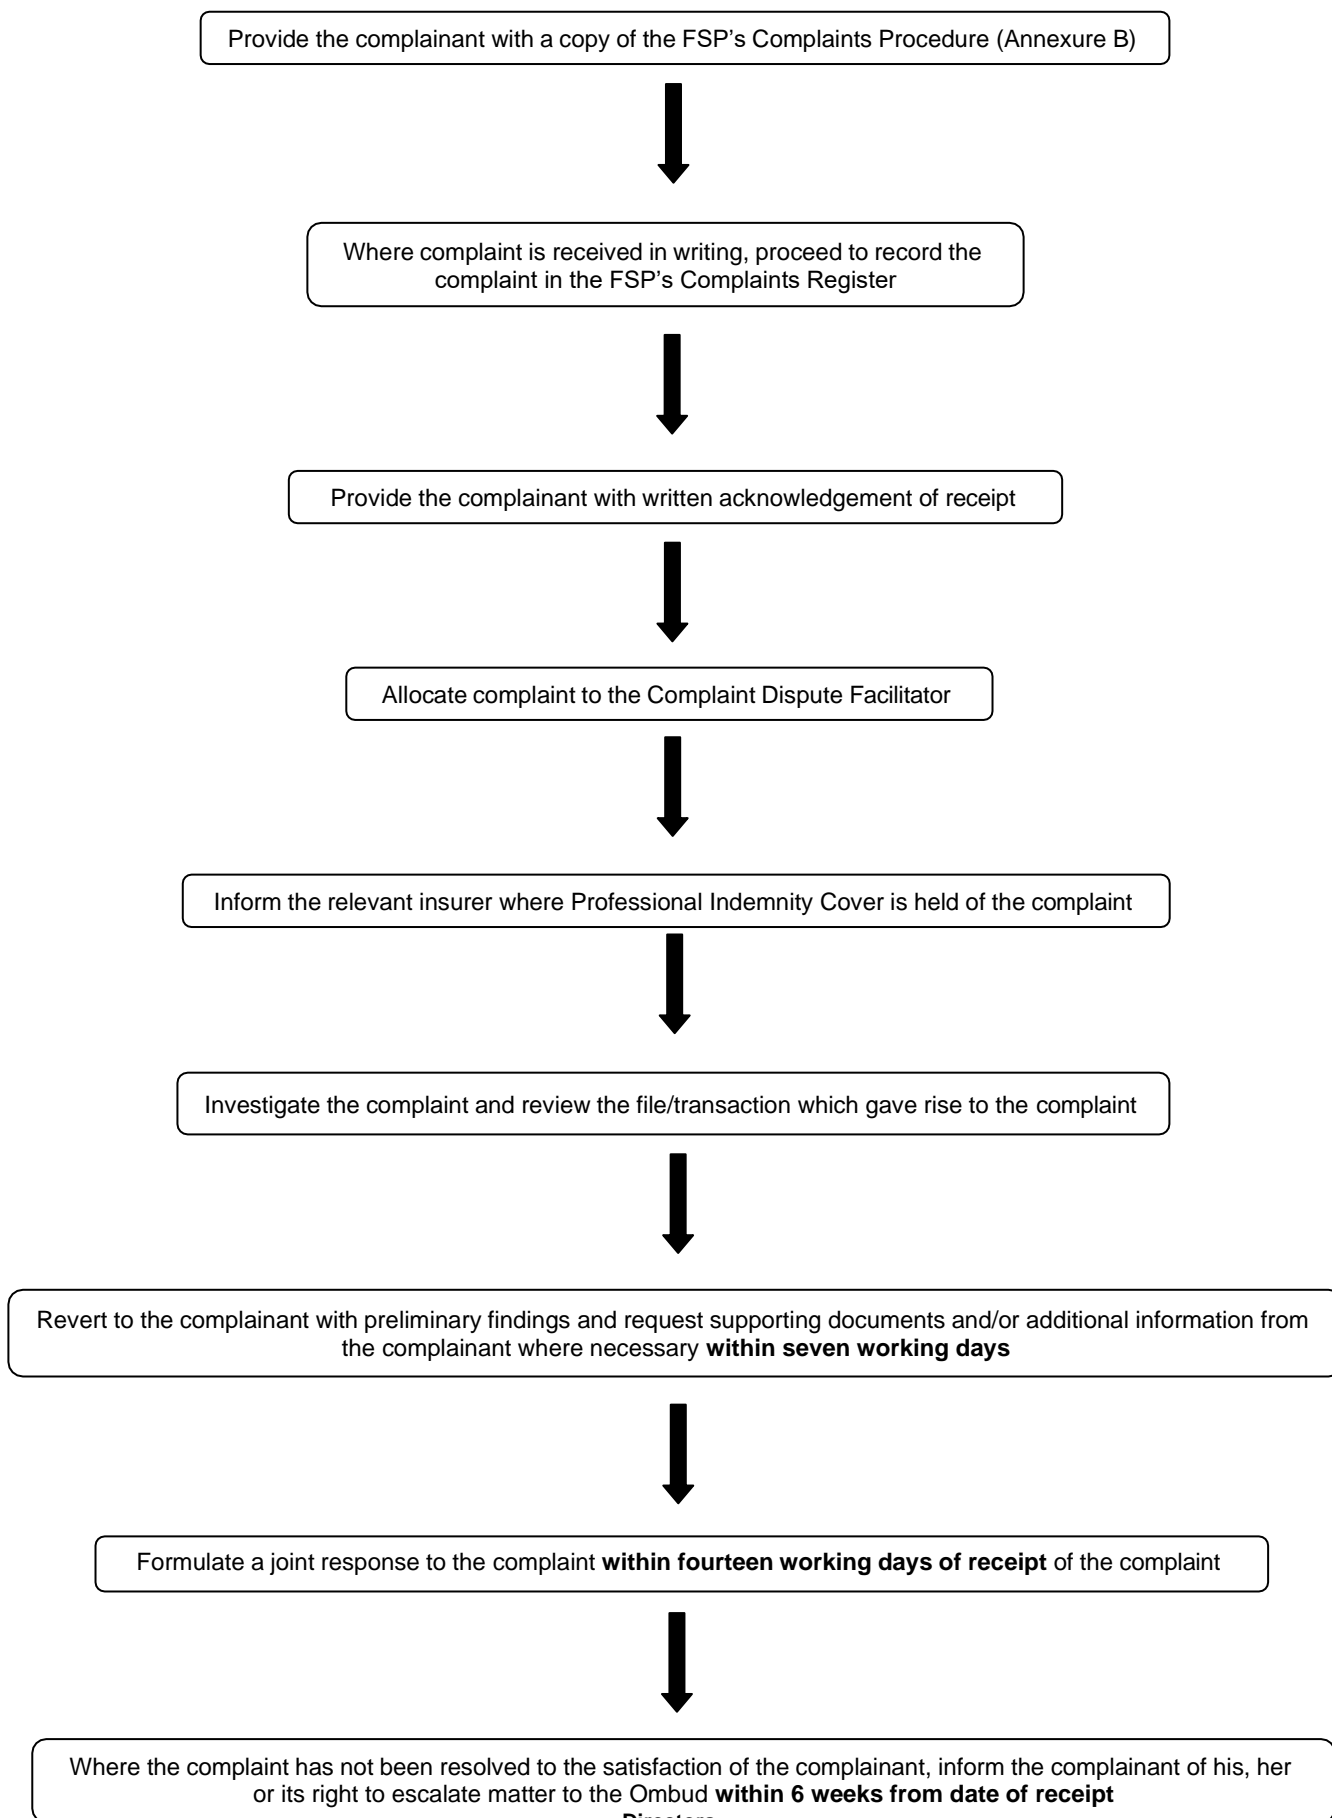 Provide the complainant with a copy of the FSP’s Complaints Procedure (Annexure B)
Where complaint is received in writing, proceed to record the
complaint in the FSP’s Complaints Register
Provide the complainant with written acknowledgement of receipt
Allocate complaint to the Complaint Dispute Facilitator
Inform the relevant insurer where Professional Indemnity Cover is held of the complaint
Investigate the complaint and review the file/transaction which gave rise to the complaint
Revert to the complainant with preliminary findings and request supporting documents and/or additional information from
the complainant where necessary within seven working days
Formulate a joint response to the complaint within fourteen working days of receipt of the complaint
Where the complaint has not been resolved to the satisfaction of the complainant, inform the complainant of his, her
or its right to escalate matter to the Ombud within 6 weeks from date of receipt
Directors